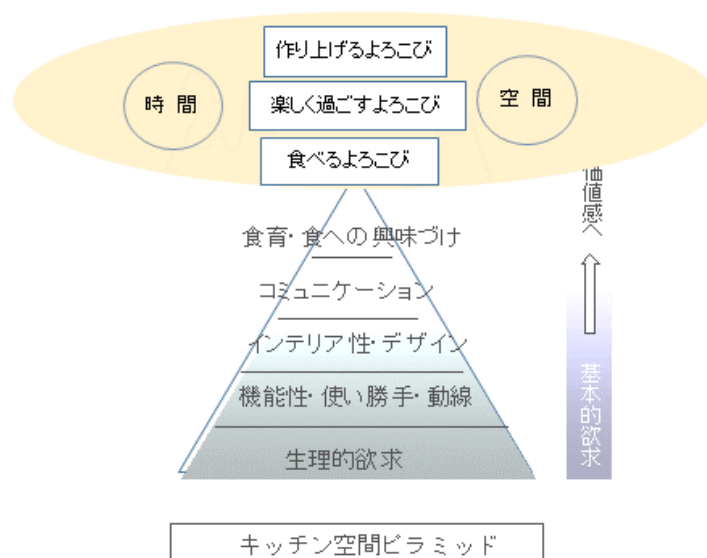 作り上げるよろこび
時間
楽しく過ごすよろこび
空間
食べるよろこび
価値感へ
食育・食への興味づけ
コミュニケーション
インテリア性・デザイン
機能性・使い勝手・動線
基本的欲求
生理的欲求
キッチン空間ピラミッド